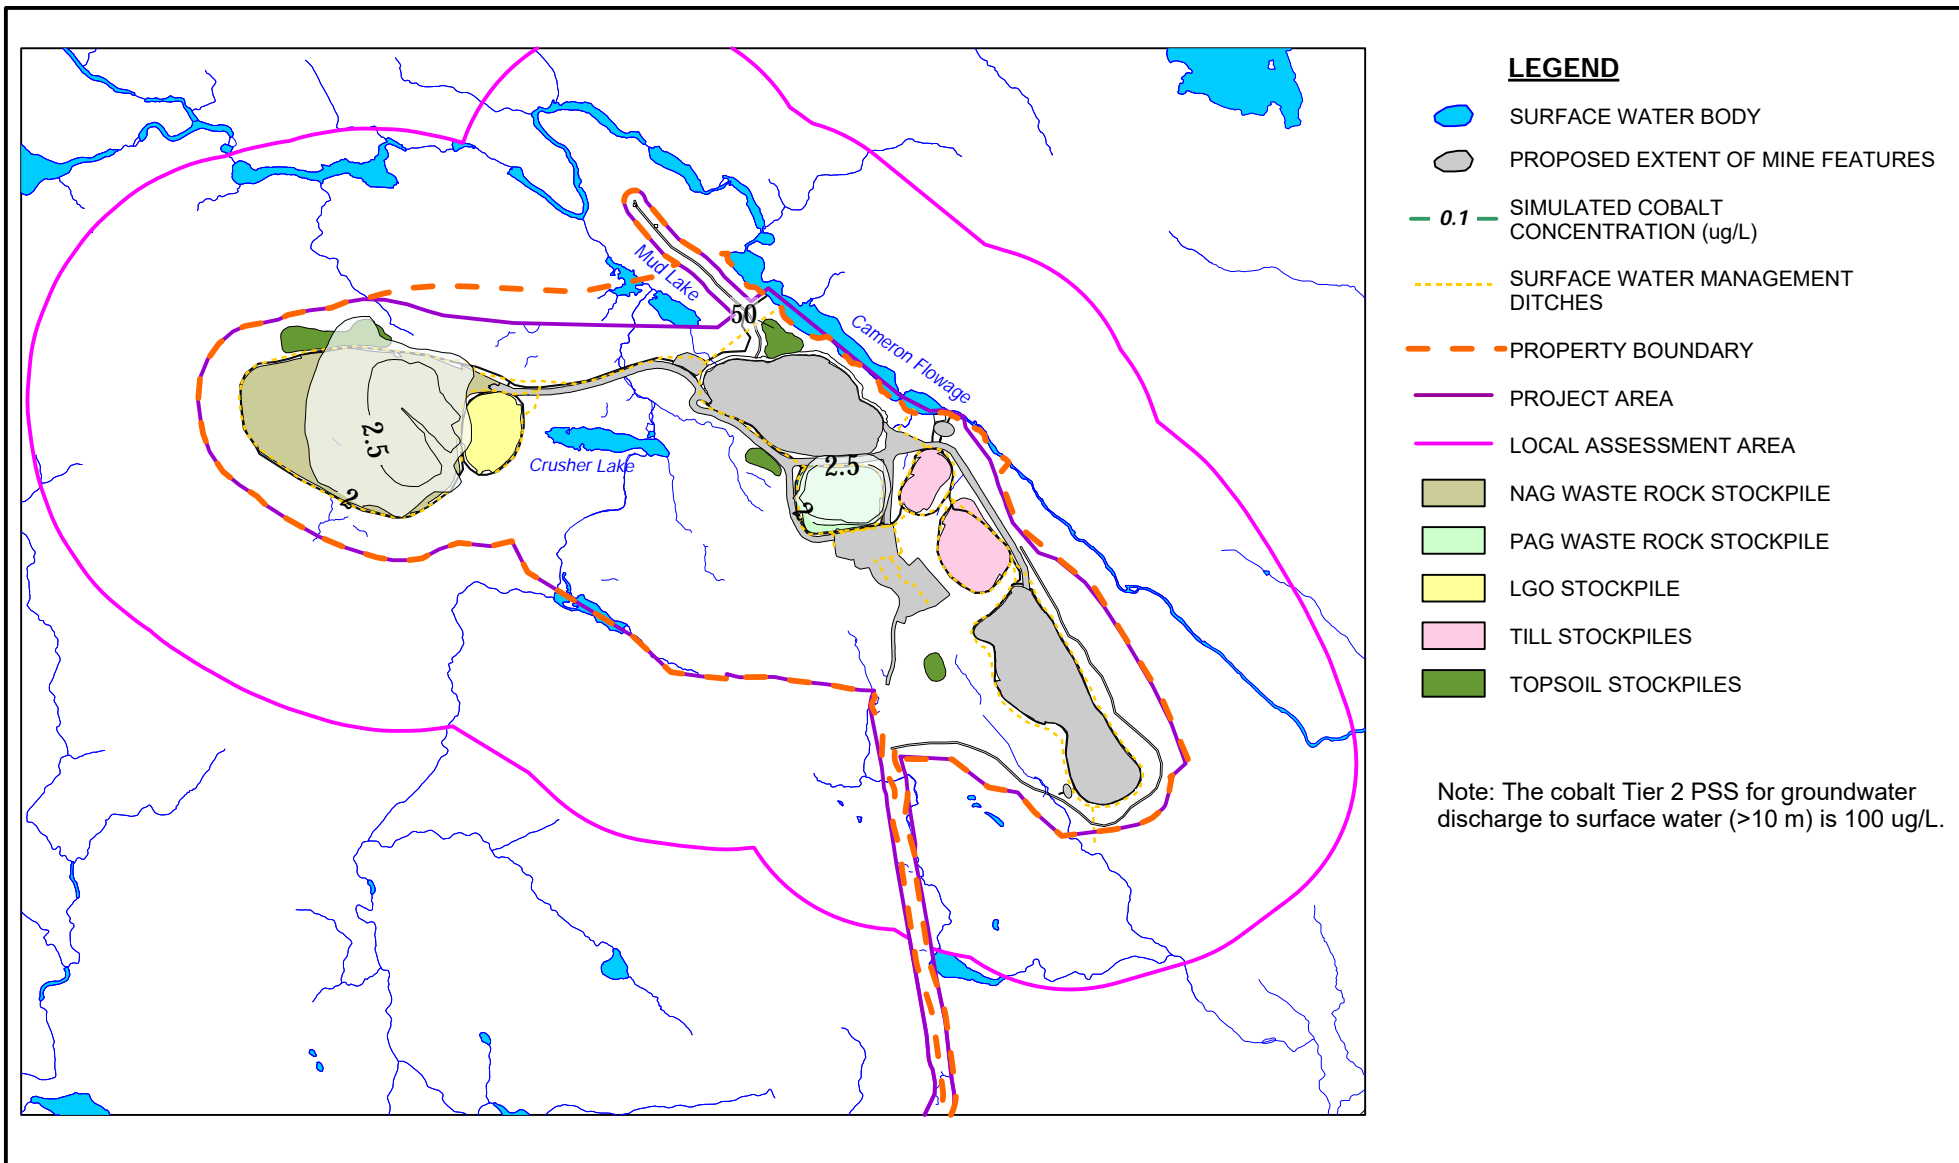 LEGEND
SURFACE WATER BODY
PROPOSED EXTENT OF MINE FEATURES
0.1
SIMULATED COBALT
CONCENTRATION (ug/L)
SURFACE WATER MANAGEMENT
DITCHES
PROPERTY BOUNDARY
PROJECT AREA
LOCAL ASSESSMENT AREA
NAG WASTE ROCK STOCKPILE
PAG WASTE ROCK STOCKPILE
LGO STOCKPILE
TILL STOCKPILES
TOPSOIL STOCKPILES
Note: The cobalt Tier 2 PSS for groundwater
discharge to surface water (>10 m) is 100 ug/L.
Mud Lake
50
Cameron Flowage
2.5
Crusher Lake
2.5
2
2